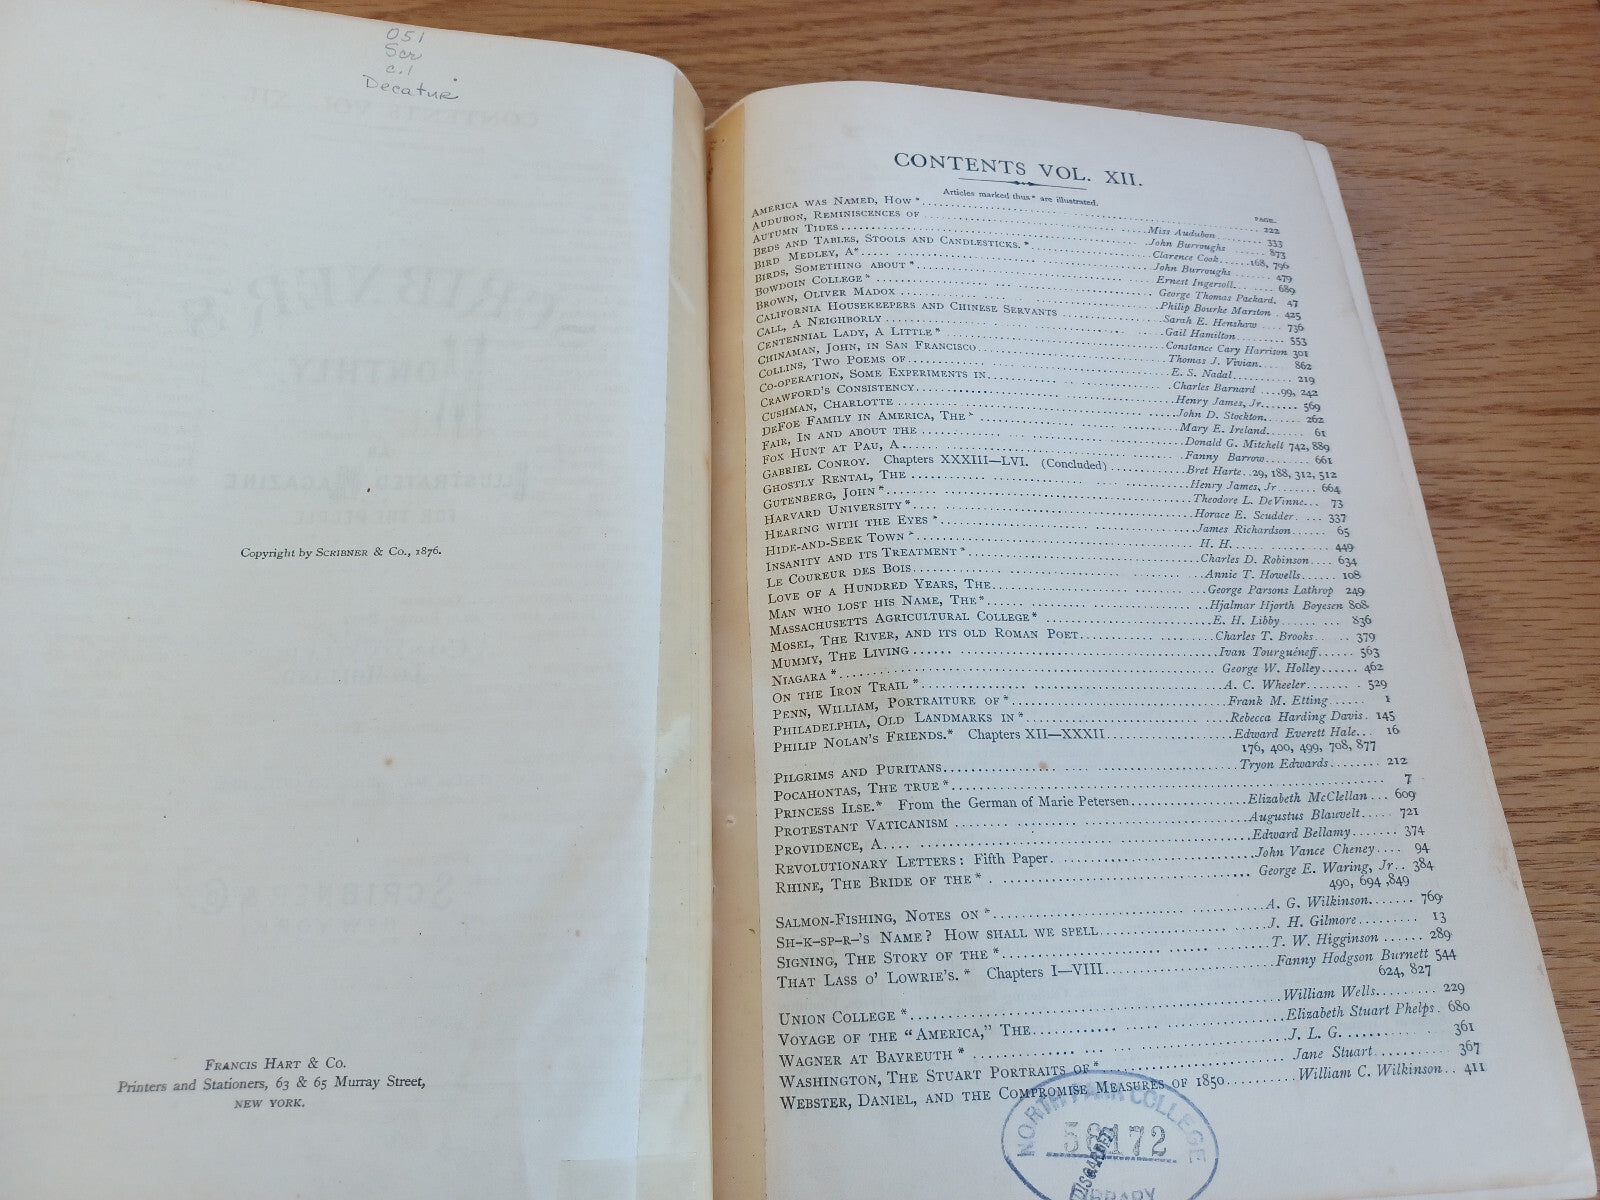 051
Scr
c.1
Decatur
Copyright by SCRIBNER & CO., 1876.
FRANCIS HART & CO.
Printers and Stationers, 63 & 65 Murray Street,
NEW YORK.
CONTENTS VOL. XII.
Articles marked thus * are illustrated.
PAGE.
AMERICA WAS NAMED, HOW * 222
AUDUBON, REMINISCENCES OF Miss Audubon 333
AUTUMN TIDES John Burroughs 873
BEDS AND TABLES, STOOLS AND CANDLESTICKS.* Clarence Cook 168, 796
BIRD MEDLEY, A* John Burroughs 479
BIRDS, SOMETHING ABOUT * Ernest Ingersoll 689
BOWDOIN COLLEGE * George Thomas Packard. 47
BROWN, OLIVER MADOX Philip Bourke Marston 425
CALIFORNIA HOUSEKEEPERS AND CHINESE SERVANTS Sarah E. Henshaw 736
CALL, A NEIGHBORLY Gail Hamilton 553
CENTENNIAL LADY, A LITTLE * Constance Cary Harrison 301
CHINAMAN, JOHN, IN SAN FRANCISCO Thomas J. Vivian 862
COLLINS, TWO POEMS OF E. S. Nadal 219
CO-OPERATION, SOME EXPERIMENTS IN Charles Barnard 99, 242
CRAWFORD'S CONSISTENCY Henry James, Jr. 569
CUSHMAN, CHARLOTTE John D. Stockton 262
DEFOE FAMILY IN AMERICA, THE * Mary E. Ireland 61
FAIR, IN AND ABOUT THE Donald G. Mitchell 742, 889
FOX HUNT AT PAU, A Fanny Barrow 661
GABRIEL CONROY. Chapters XXXIII—LVI. (Concluded) Bret Harte 29, 188, 312, 512
GHOSTLY RENTAL, THE Henry James, Jr 664
GUTENBERG, JOHN * Theodore L. DeVinne 73
HARVARD UNIVERSITY * Horace E. Scudder. 337
HEARING WITH THE EYES * James Richardson 65
HIDE-AND-SEEK TOWN * H. H. 449
INSANITY AND ITS TREATMENT * Charles D. Robinson 634
LE COUREUR DES BOIS Annie T. Howells 108
LOVE OF A HUNDRED YEARS, THE George Parsons Lathrop 249
MAN WHO LOST HIS NAME, THE * Hjalmar Hjorth Boyesen 808
MASSACHUSETTS AGRICULTURAL COLLEGE * E. H. Libby 836
MOSEL, THE RIVER, AND ITS OLD ROMAN POET Charles T. Brooks 379
MUMMY, THE LIVING Ivan Tourguéneff 563
NIAGARA * George W. Holley 462
ON THE IRON TRAIL * A. C. Wheeler 529
PENN, WILLIAM, PORTRAITURE OF * Frank M. Etting 1
PHILADELPHIA, OLD LANDMARKS IN * Rebecca Harding Davis. 145
PHILIP NOLAN'S FRIENDS.* Chapters XII—XXXII Edward Everett Hale 16
176, 400, 499, 708, 877
PILGRIMS AND PURITANS Tryon Edwards 212
POCAHONTAS, THE TRUE * 7
PRINCESS ILSE.* From the German of Marie Petersen Elizabeth McClellan 609
PROTESTANT VATICANISM Augustus Blauvelt 721
PROVIDENCE, A Edward Bellamy 374
REVOLUTIONARY LETTERS: Fifth Paper. John Vance Cheney 94
RHINE, THE BRIDE OF THE * George E. Waring, Jr. 384
490, 694 ,849
SALMON-FISHING, NOTES ON * A. G. Wilkinson 769
SH-K-SP-R-'S NAME? HOW SHALL WE SPELL J. H. Gilmore 13
SIGNING, THE STORY OF THE * T. W. Higginson 289
THAT LASS O' LOWRIE'S. * Chapters I—VIII Fanny Hodgson Burnett 544
624, 827
UNION COLLEGE * William Wells 229
VOYAGE OF THE "AMERICA," THE Elizabeth Stuart Phelps. 680
WAGNER AT BAYREUTH * J. L. G. 361
WASHINGTON, THE STUART PORTRAITS OF * Jane Stuart 367
WEBSTER, DANIEL, AND THE COMPROMISE MEASURES OF 1850 William C. Wilkinson 411
NORTH PARK COLLEGE
172
DISCARDED
LIBRARY